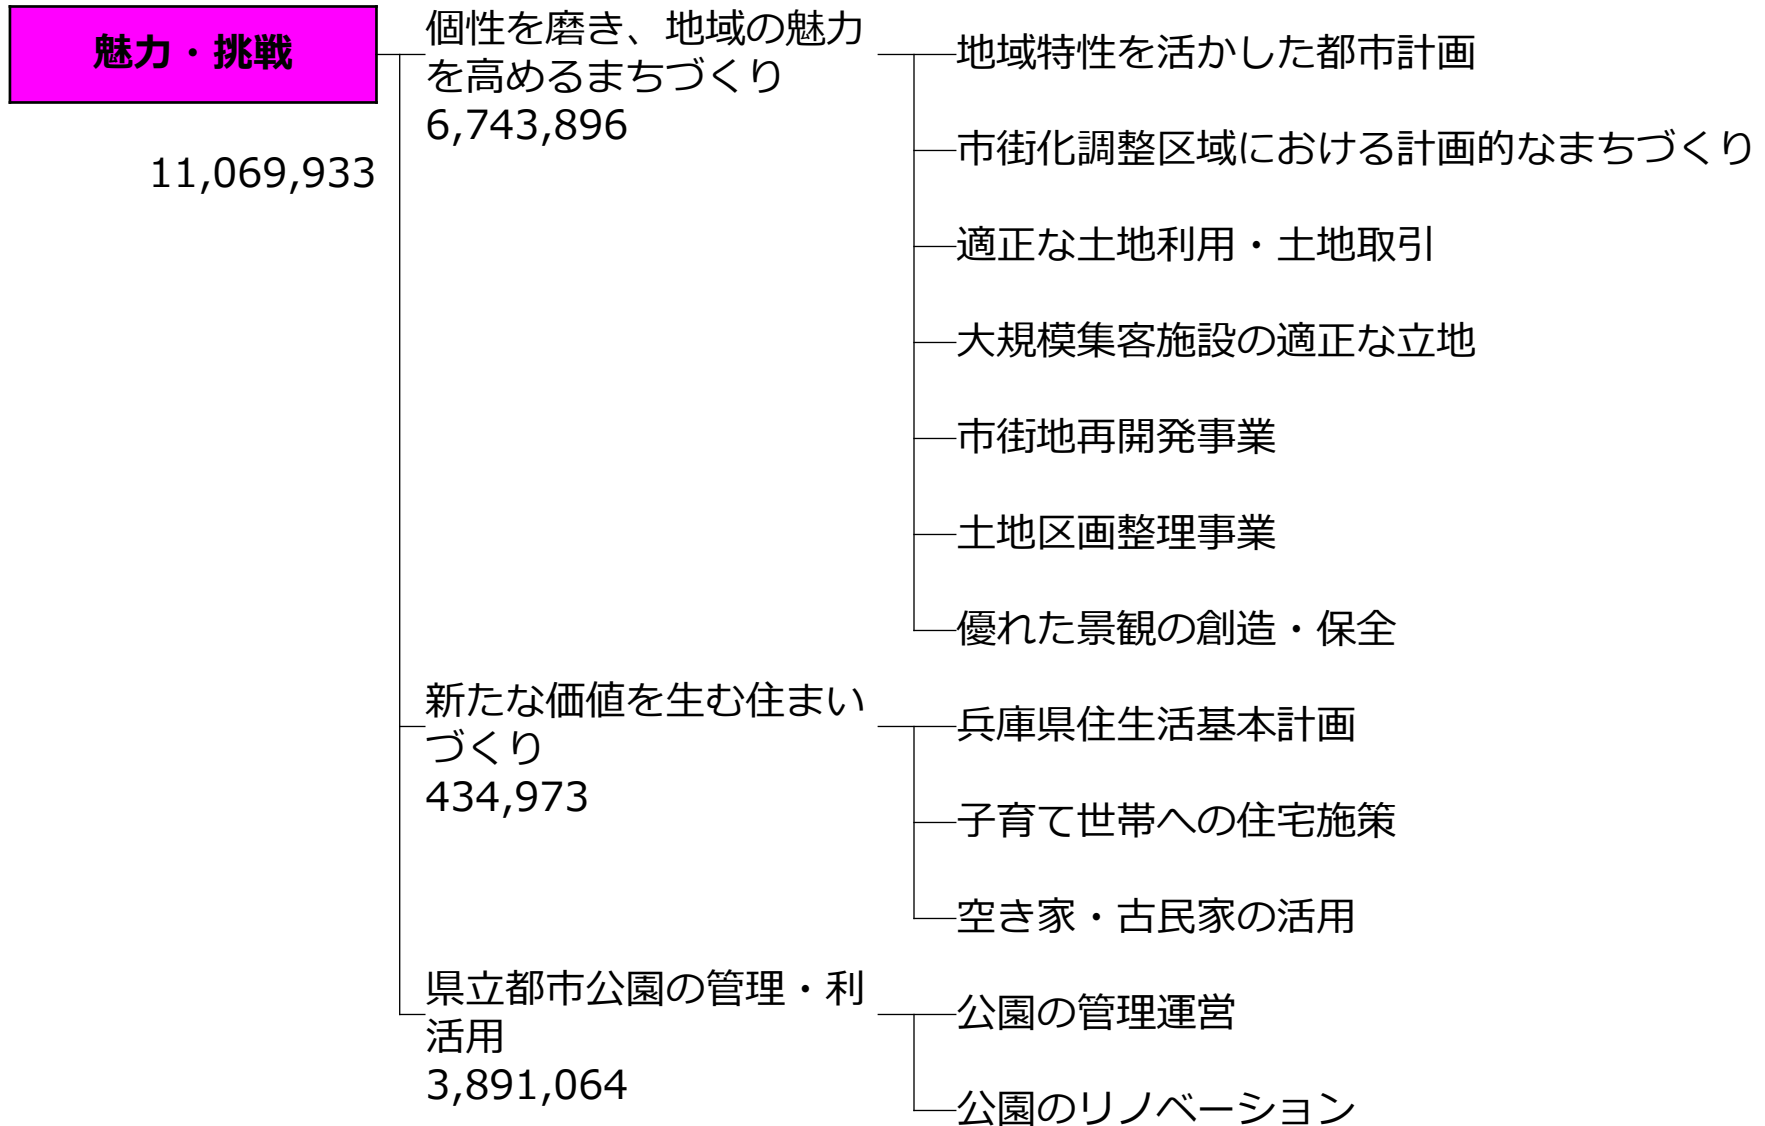 魅力・挑戦
11,069,933
個性を磨き、地域の魅力
を高めるまちづくり
6,743,896
地域特性を活かした都市計画
市街化調整区域における計画的なまちづくり
適正な土地利用・土地取引
大規模集客施設の適正な立地
市街地再開発事業
土地区画整理事業
優れた景観の創造・保全
新たな価値を生む住まい
づくり
434,973
兵庫県住生活基本計画
子育て世帯への住宅施策
空き家・古民家の活用
県立都市公園の管理・利
活用
3,891,064
公園の管理運営
公園のリノベーション